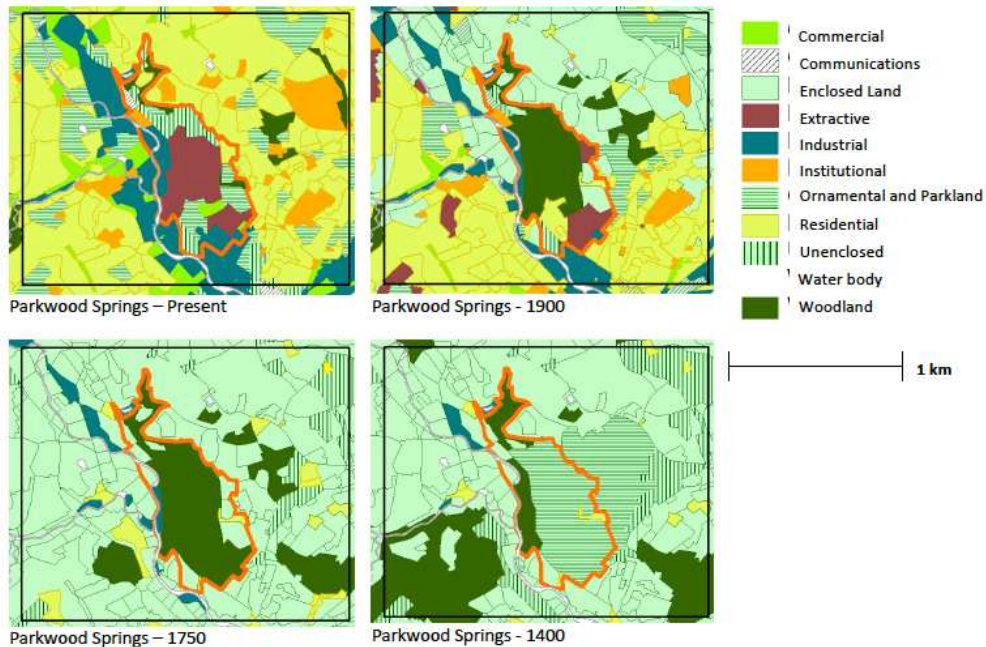 Commercial
Communications
Enclosed Land
Extractive
Industrial
Institutional
Ornamental and Parkland
Residential
Unenclosed
Water body
Woodland
Parkwood Springs – Present
Parkwood Springs - 1900
1 km
Parkwood Springs – 1750
Parkwood Springs - 1400